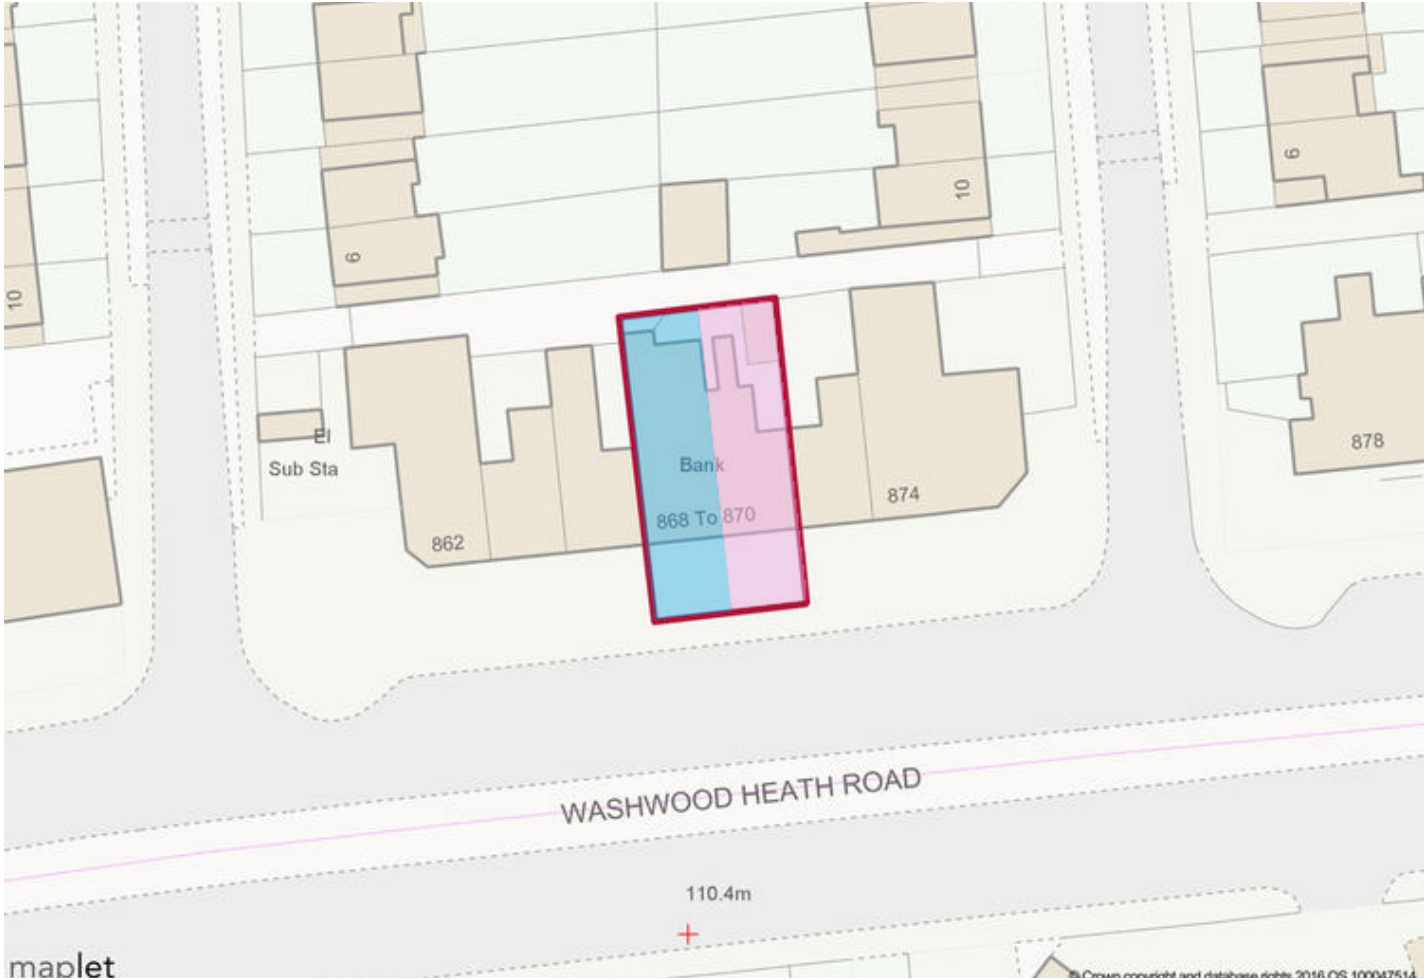 10
6
6
10
El
Sub Sta
Bank
878
874
868 To 870
862
WASHWOOD HEATH ROAD
110.4m
maplet
© Crown copyright and database rights 2016 OS 100047514